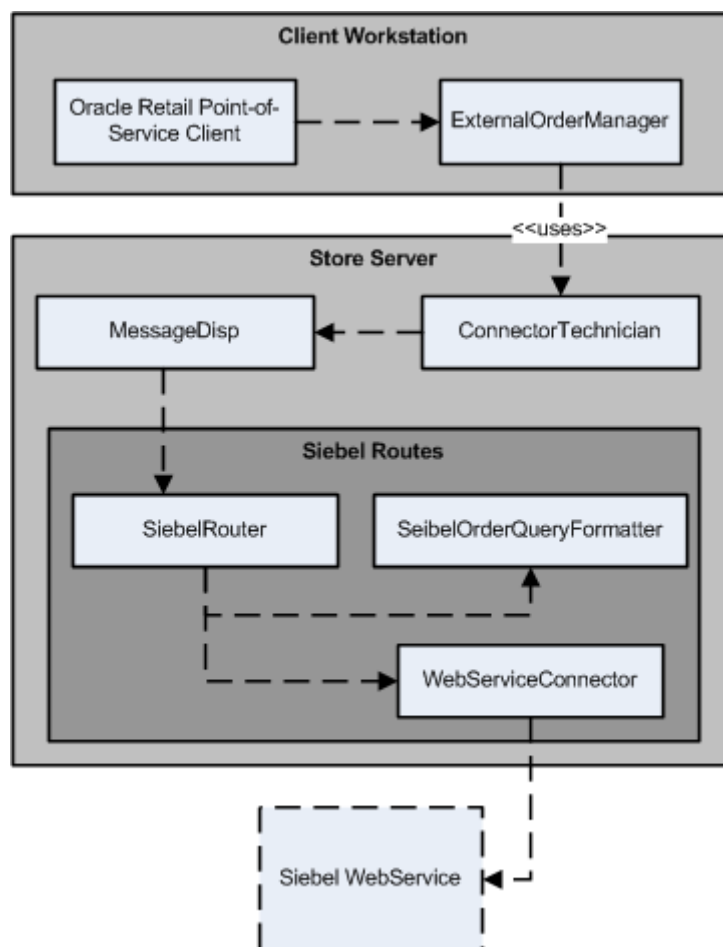 Client Workstation
Oracle Retail Point-of-
Service Client
ExternalOrderManager
<<uses>>
Store Server
MessageDisp
ConnectorTechnician
Siebel Routes
SiebelRouter
SeibelOrderQueryFormatter
WebServiceConnector
Siebel WebService